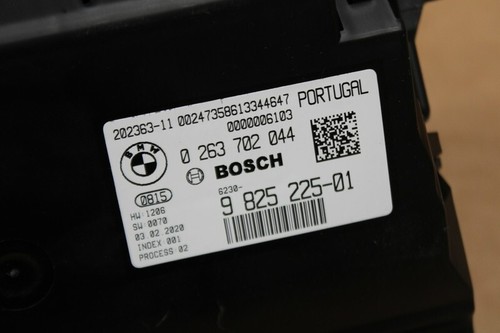 202363-11 00247358613344647 PORTUGAL
0000006103
BMW 0 263 702 044
BOSCH
0815
6230-
9 825 225-01
HW:1206
SW:0070
03.02.2020
INDEX:001
PROCESS:02